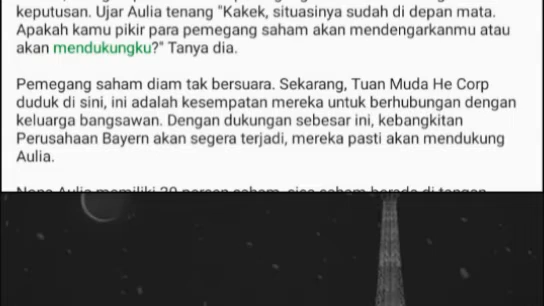 keputusan. Ujar Aulia tenang "Kakek, situasinya sudah di depan mata.
Apakah kamu pikir para pemegang saham akan mendengarkanmu atau
akan mendukungku?" Tanya dia.
Pemegang saham diam tak bersuara. Sekarang, Tuan Muda He Corp
duduk di sini, ini adalah kesempatan mereka untuk berhubungan dengan
keluarga bangsawan. Dengan dukungan sebesar ini, kebangkitan
Perusahaan Bayern akan segera terjadi, mereka pasti akan mendukung
Aulia.